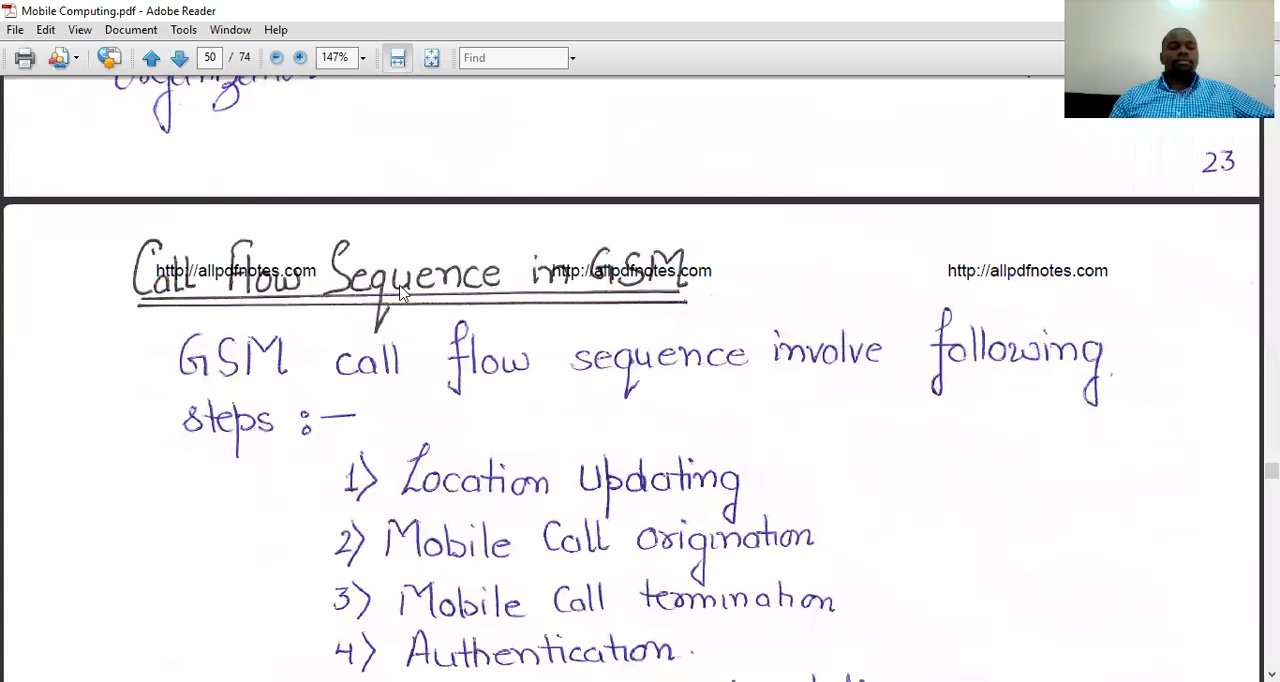 Mobile Computing.pdf - Adobe Reader
File Edit View Document Tools Window Help
50 / 74 147% Find
23
Call flow Sequence in GSM
http://allpdfnotes.com http://allpdfnotes.com http://allpdfnotes.com
GSM call flow sequence involve following
steps :-
1) Location Updating
2) Mobile Call origination
3) Mobile Call termination
4) Authentication.